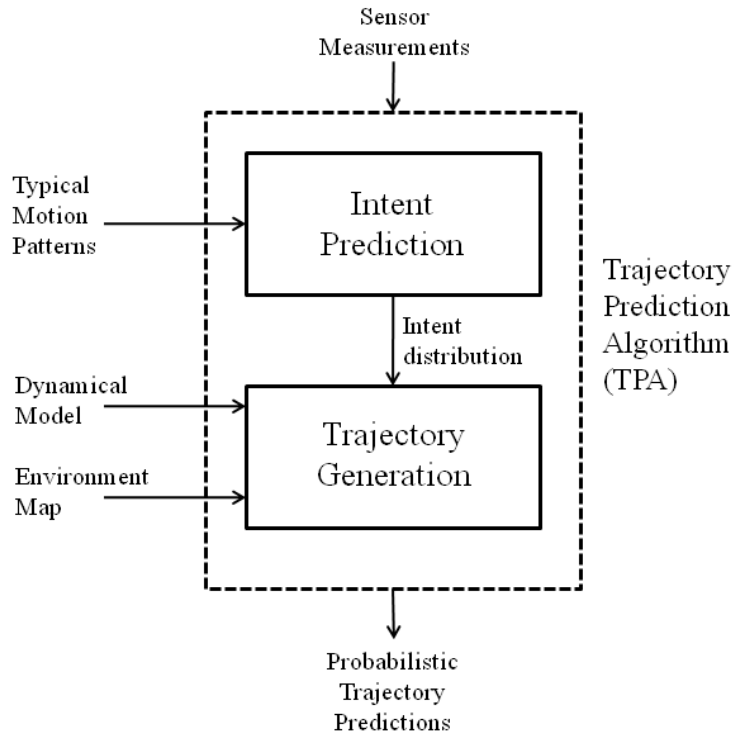 Sensor
Measurements
Typical
Motion
Patterns
Intent
Prediction
Trajectory
Prediction
Algorithm
(TPA)
Intent
distribution
Dynamical
Model
Trajectory
Generation
Environment
Map
Probabilistic
Trajectory
Predictions